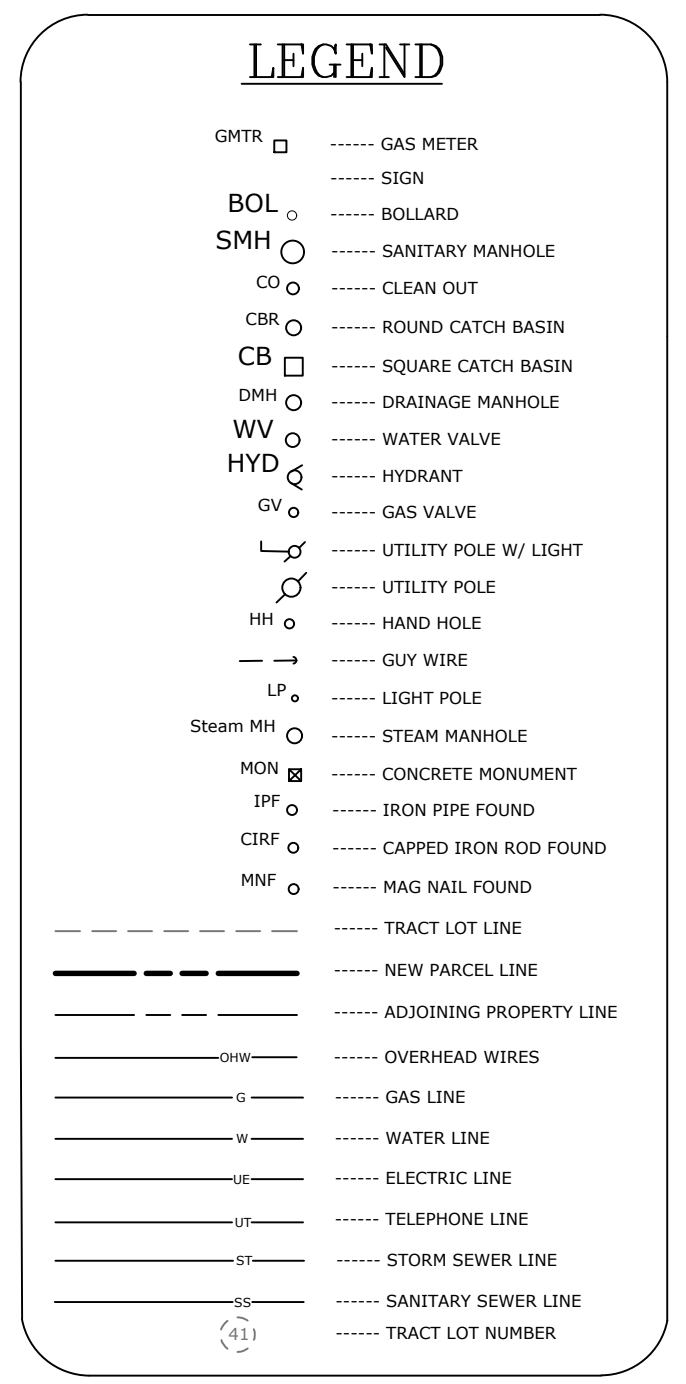 LEGEND
GMTR ------ GAS METER
------ SIGN
BOL ------ BOLLARD
SMH ------ SANITARY MANHOLE
CO ------ CLEAN OUT
CBR ------ ROUND CATCH BASIN
CB ------ SQUARE CATCH BASIN
DMH ------ DRAINAGE MANHOLE
WV ------ WATER VALVE
HYD ------ HYDRANT
GV ------ GAS VALVE
------ UTILITY POLE W/ LIGHT
------ UTILITY POLE
HH ------ HAND HOLE
------ GUY WIRE
LP ------ LIGHT POLE
Steam MH ------ STEAM MANHOLE
MON ------ CONCRETE MONUMENT
IPF ------ IRON PIPE FOUND
CIRF ------ CAPPED IRON ROD FOUND
MNF ------ MAG NAIL FOUND
------ TRACT LOT LINE
------ NEW PARCEL LINE
------ ADJOINING PROPERTY LINE
OHW ------ OVERHEAD WIRES
G ------ GAS LINE
W ------ WATER LINE
UE ------ ELECTRIC LINE
UT ------ TELEPHONE LINE
ST ------ STORM SEWER LINE
SS ------ SANITARY SEWER LINE
41 ------ TRACT LOT NUMBER